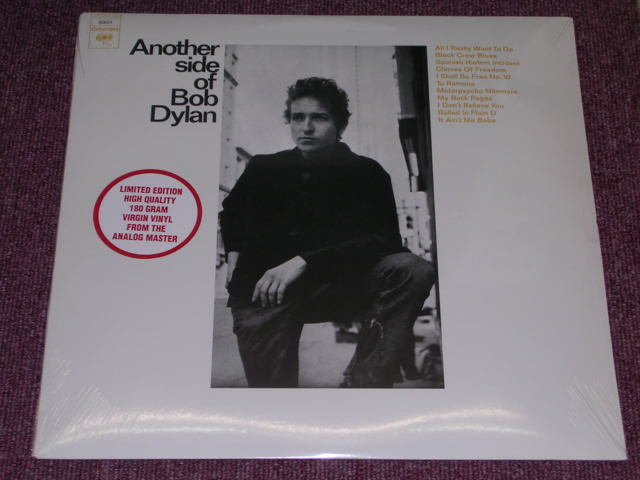 Columbia
Another
side
of
Bob
Dylan
All I Really Want To Do
Black Crow Blues
Spanish Harlem Incident
Chimes Of Freedom
I Shall Be Free No. 10
To Ramona
Motorpsycho Nitemare
My Back Pages
I Don't Believe You
Ballad in Plain D
It Ain't Me Babe
LIMITED EDITION
HIGH QUALITY
180 GRAM
VIRGIN VINYL
FROM THE
ANALOG MASTER